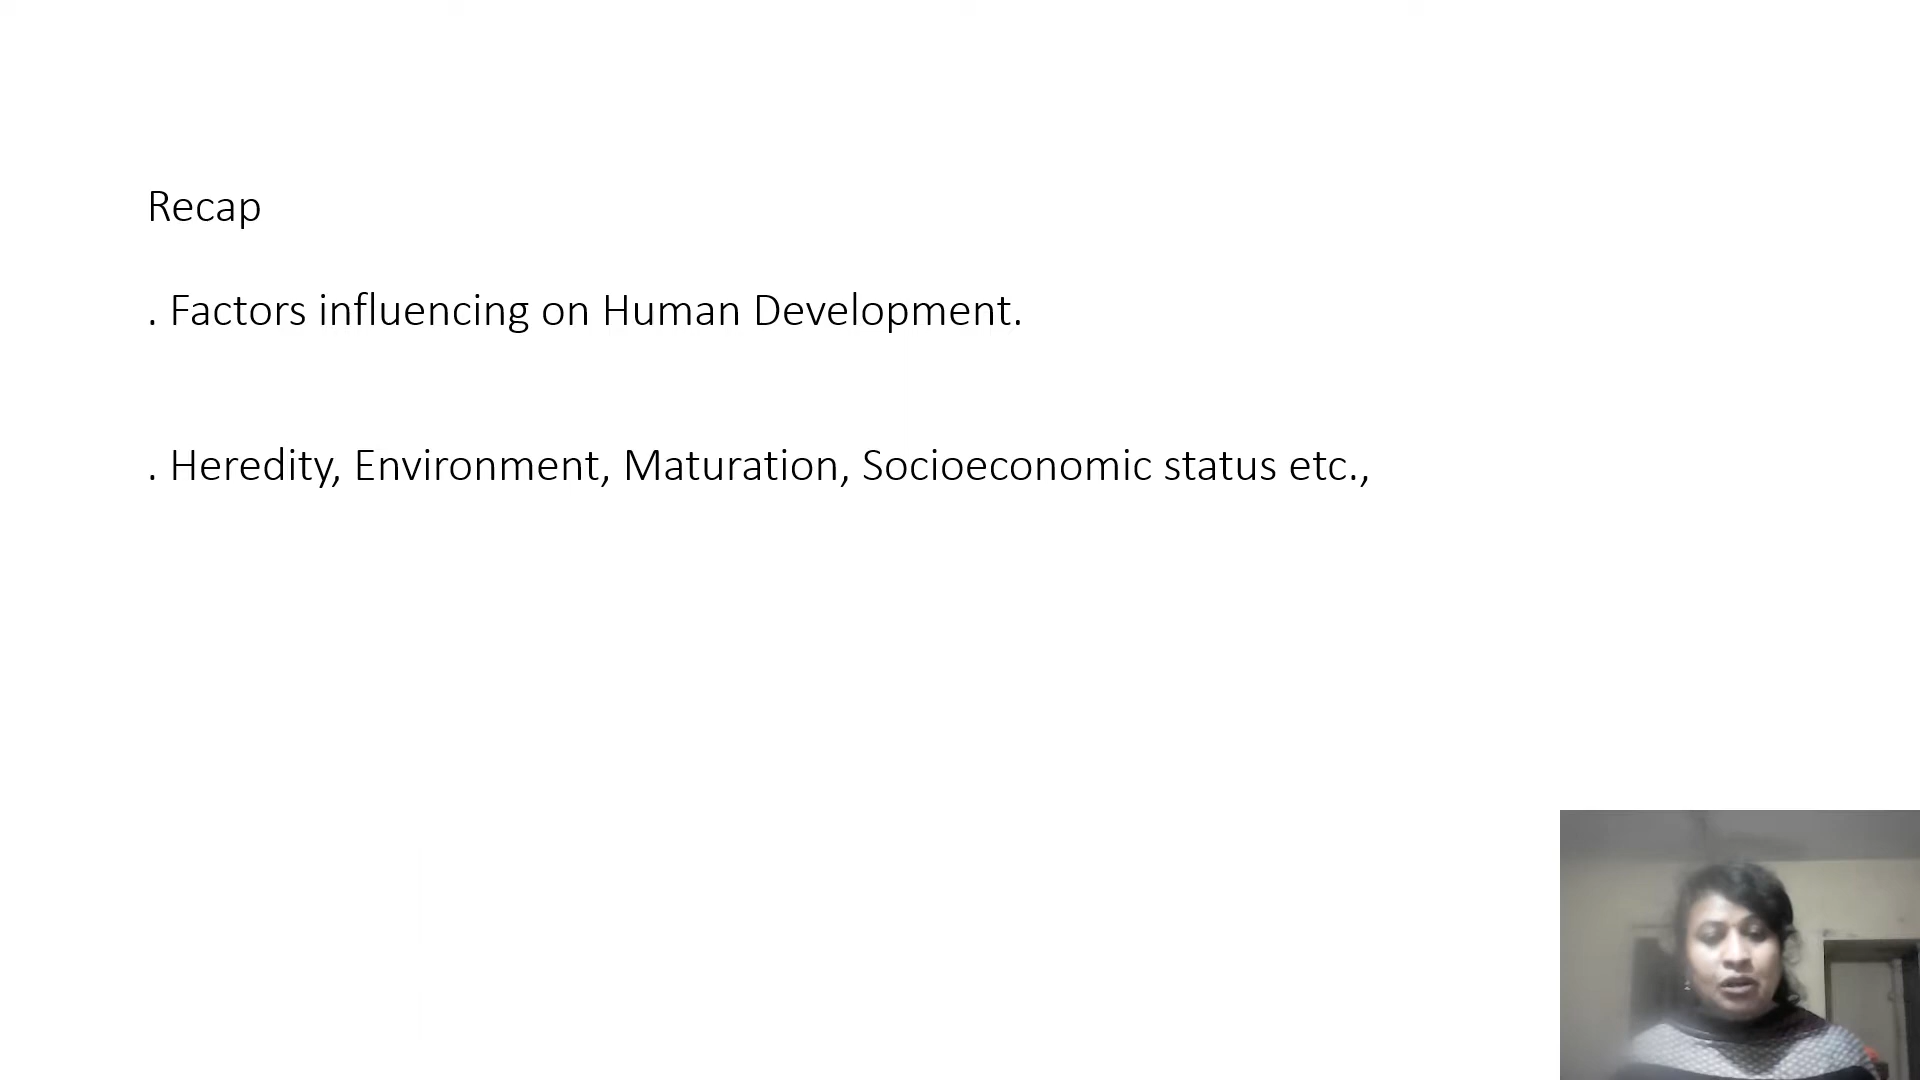 Recap
. Factors influencing on Human Development.
. Heredity, Environment, Maturation, Socioeconomic status etc.,